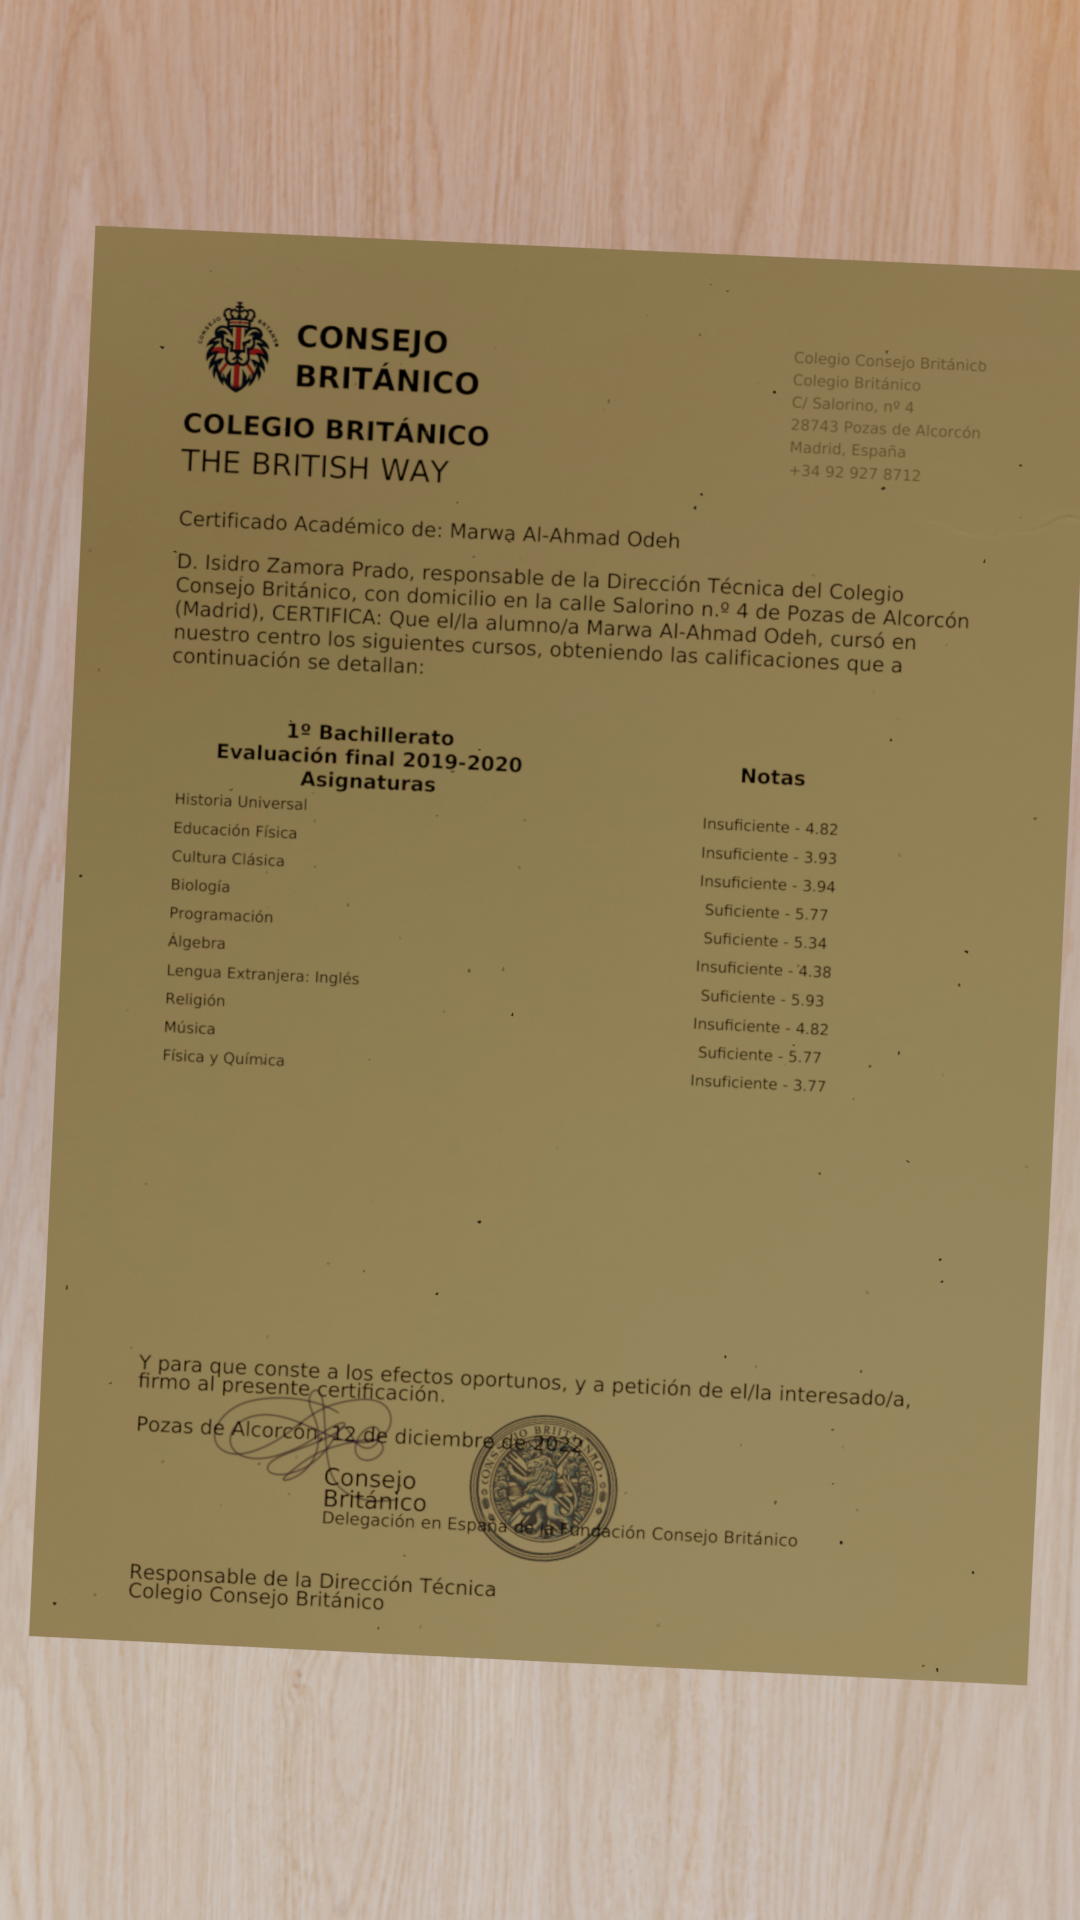 CONSEJO
BRITÁNICO
COLEGIO BRITÁNICO
THE BRITISH WAY
Colegio Consejo Británico
Colegio Británico
C/ Salorino, nº 4
28743 Pozas de Alcorcón
Madrid, España
+34 92 927 8712
Certificado Académico de: Marwa Al-Ahmad Odeh
D. Isidro Zamora Prado, responsable de la Dirección Técnica del Colegio
Consejo Británico, con domicilio en la calle Salorino n.º 4 de Pozas de Alcorcón
(Madrid), CERTIFICA: Que el/la alumno/a Marwa Al-Ahmad Odeh, cursó en
nuestro centro los siguientes cursos, obteniendo las calificaciones que a
continuación se detallan:
1º Bachillerato
Evaluación final 2019-2020
Asignaturas Notas
Historia Universal Insuficiente - 4.82
Educación Física Insuficiente - 3.93
Cultura Clásica Insuficiente - 3.94
Biología Suficiente - 5.77
Programación Suficiente - 5.34
Álgebra Insuficiente - 4.38
Lengua Extranjera: Inglés Suficiente - 5.93
Religión Insuficiente - 4.82
Música Suficiente - 5.77
Física y Química Insuficiente - 3.77
Y para que conste a los efectos oportunos, y a petición de el/la interesado/a,
firmo al presente certificación.
Pozas de Alcorcón, 12 de diciembre de 2022
Consejo
Británico
Delegación en España de la Fundación Consejo Británico
Responsable de la Dirección Técnica
Colegio Consejo Británico